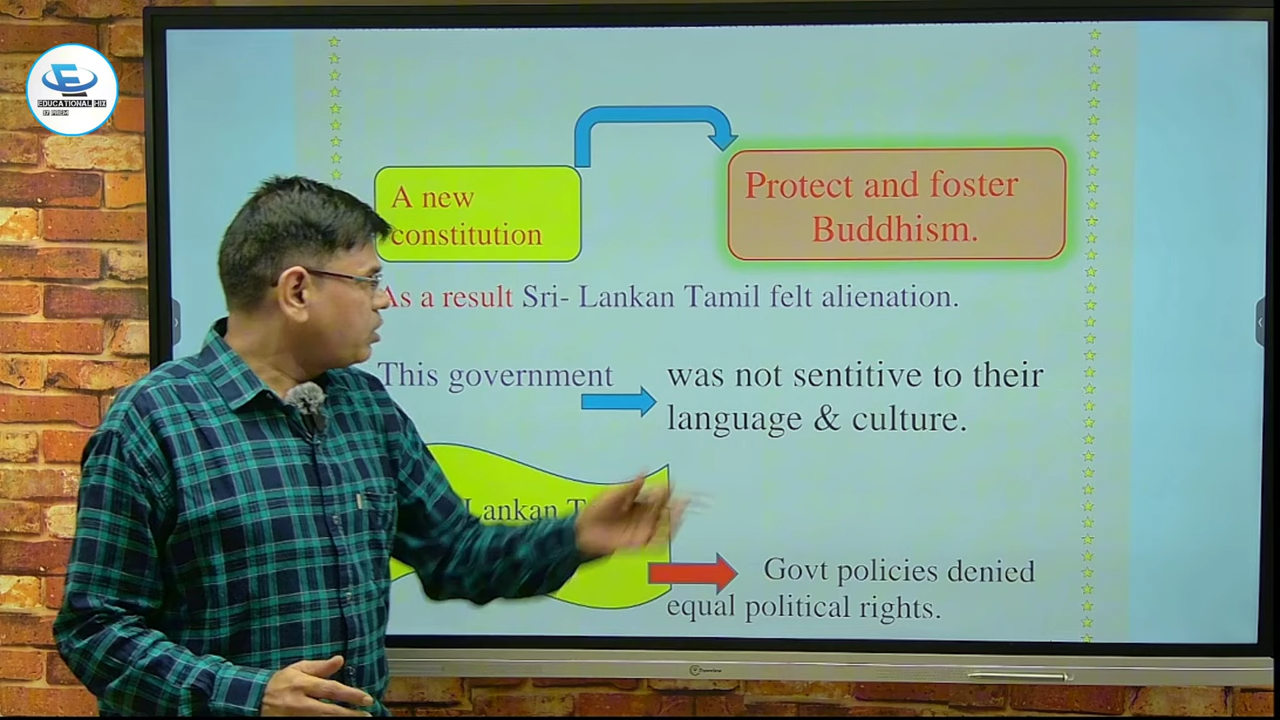 EDUCATIONAL MIX
A new
constitution
Protect and foster
Buddhism.
As a result Sri- Lankan Tamil felt alienation.
This government
was not sentitive to their
language & culture.
Lankan
Govt policies denied
equal political rights.